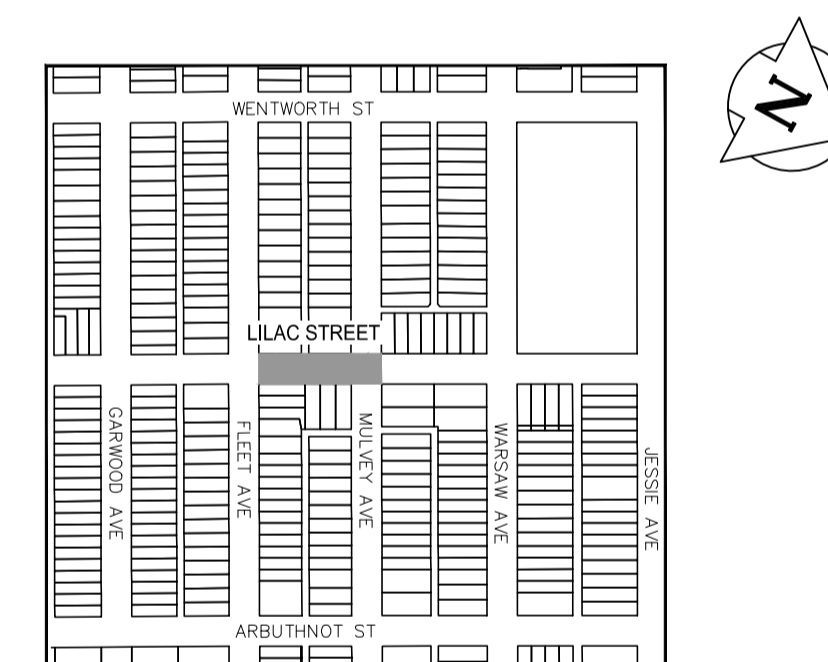 N
WENTWORTH ST
LILAC STREET
GARWOOD AVE
FLEET AVE
MULVEY AVE
WARSAW AVE
JESSIE AVE
ARBUTHNOT ST